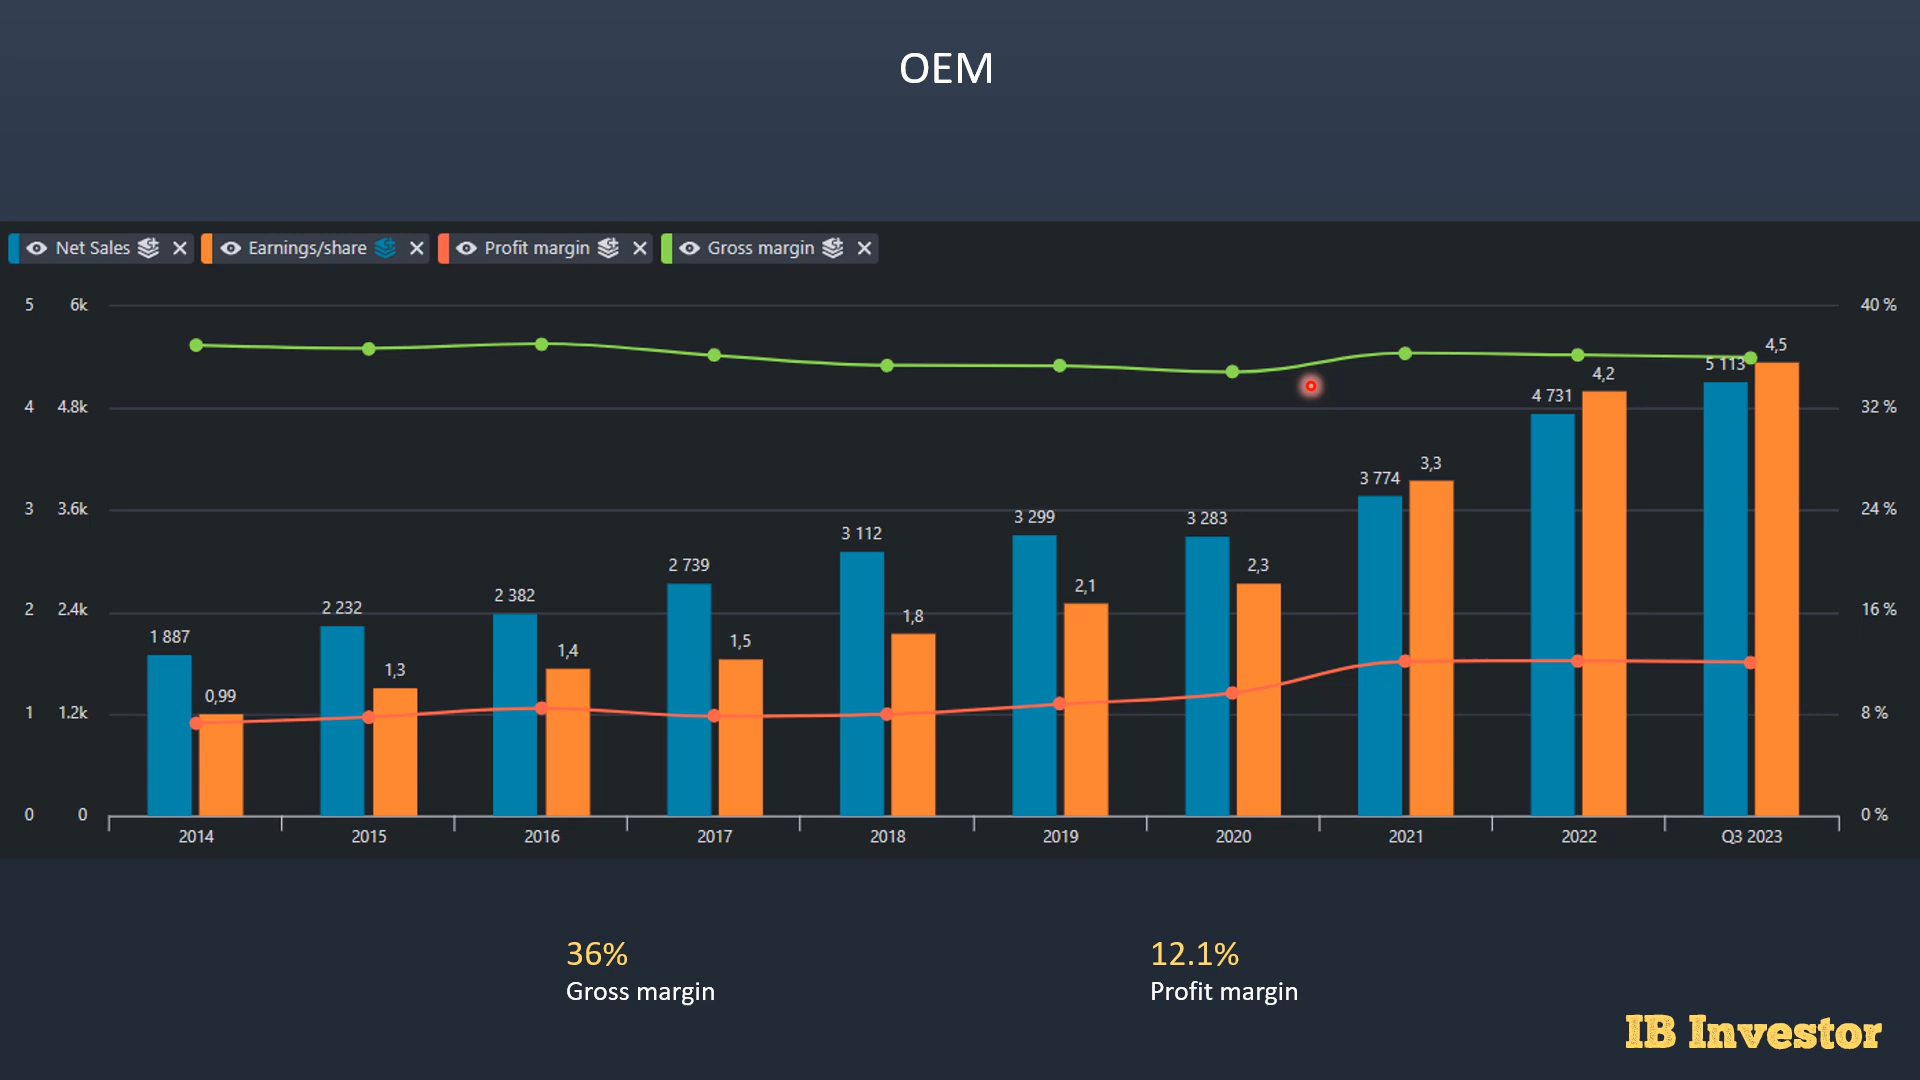 OEM
Net Sales Earnings/share Profit margin Gross margin
5 6k 40 %
4 4.8k 32 %
3 3.6k 24 %
2 2.4k 16 %
1 1.2k 8 %
0 0 0 %
1 887 2 232 2 382 2 739 3 112 3 299 3 283 3 774 4 731 5 113
0,99 1,3 1,4 1,5 1,8 2,1 2,3 3,3 4,2 4,5
2014 2015 2016 2017 2018 2019 2020 2021 2022 Q3 2023
36% 12.1%
Gross margin Profit margin
IB Investor